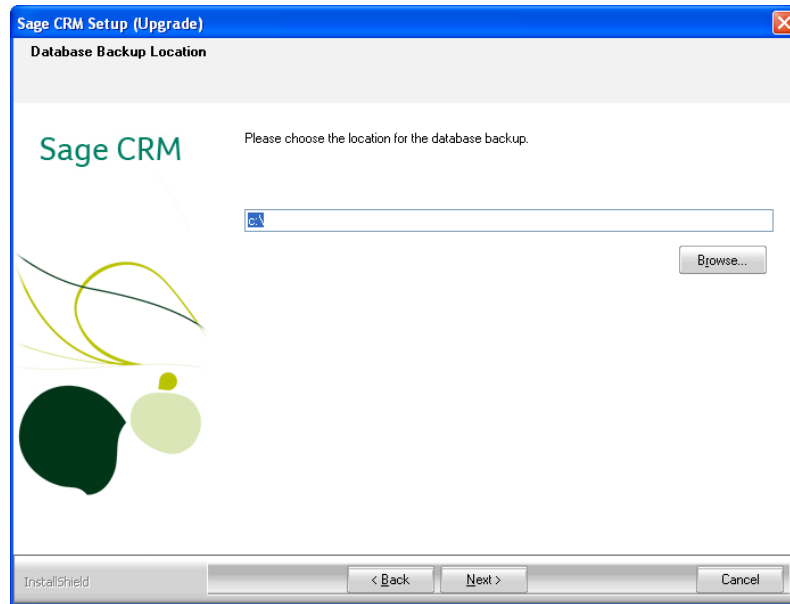 Sage CRM Setup (Upgrade)
Database Backup Location
Sage CRM
Please choose the location for the database backup.
c:\
Browse...
InstallShield
< Back
Next >
Cancel